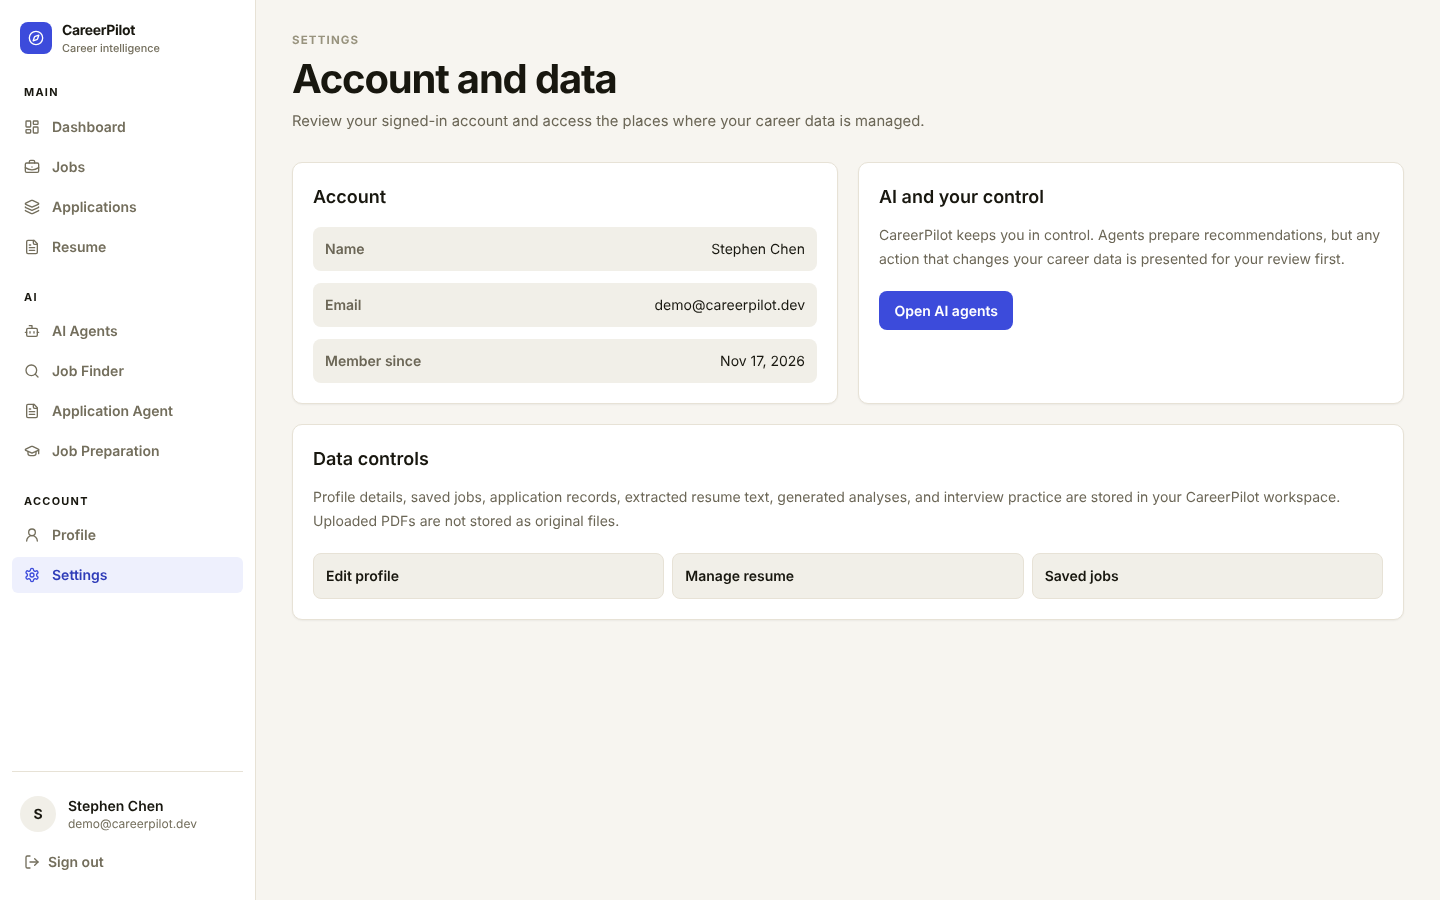 CareerPilot
Career intelligence
MAIN
Dashboard
Jobs
Applications
Resume
AI
AI Agents
Job Finder
Application Agent
Job Preparation
ACCOUNT
Profile
Settings
S
Stephen Chen
demo@careerpilot.dev
Sign out
SETTINGS
Account and data
Review your signed-in account and access the places where your career data is managed.
Account
Name Stephen Chen
Email demo@careerpilot.dev
Member since Nov 17, 2026
AI and your control
CareerPilot keeps you in control. Agents prepare recommendations, but any
action that changes your career data is presented for your review first.
Open AI agents
Data controls
Profile details, saved jobs, application records, extracted resume text, generated analyses, and interview practice are stored in your CareerPilot workspace.
Uploaded PDFs are not stored as original files.
Edit profile
Manage resume
Saved jobs